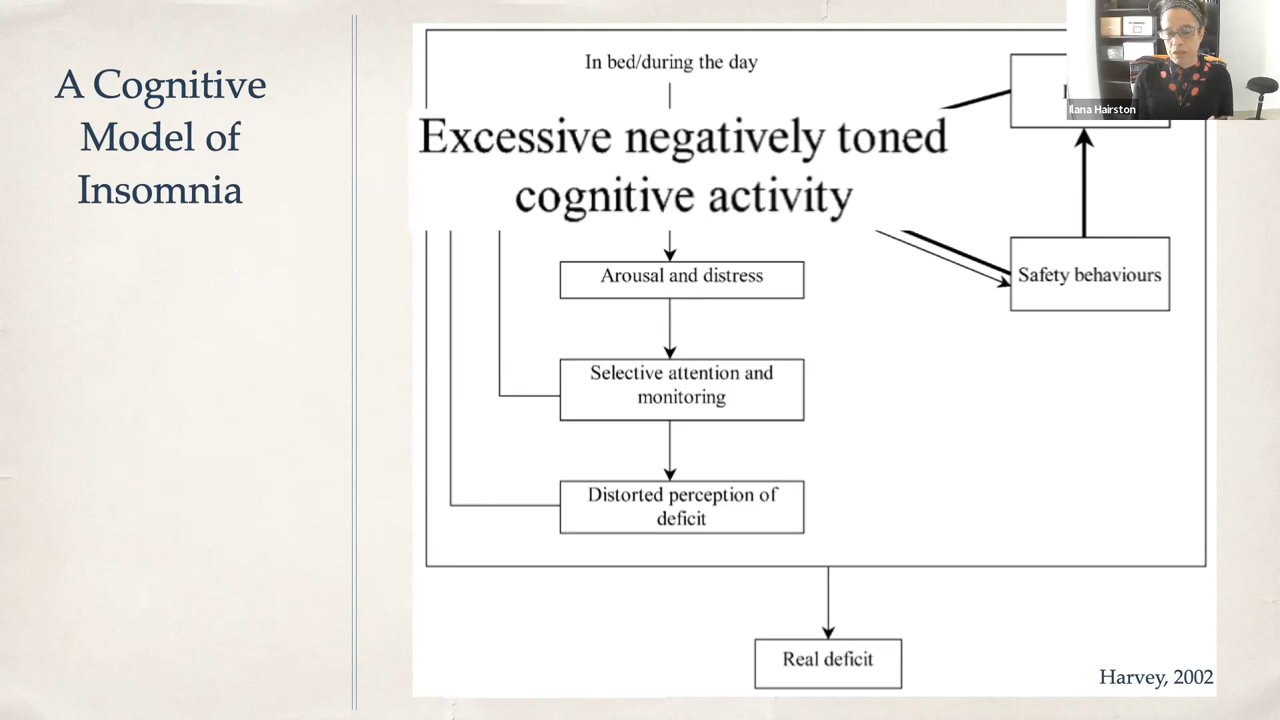 A Cognitive
Model of
Insomnia
In bed/during the day
Excessive negatively toned
cognitive activity
Ilana Hairston
Safety behaviours
Arousal and distress
Selective attention and
monitoring
Distorted perception of
deficit
Real deficit
Harvey, 2002